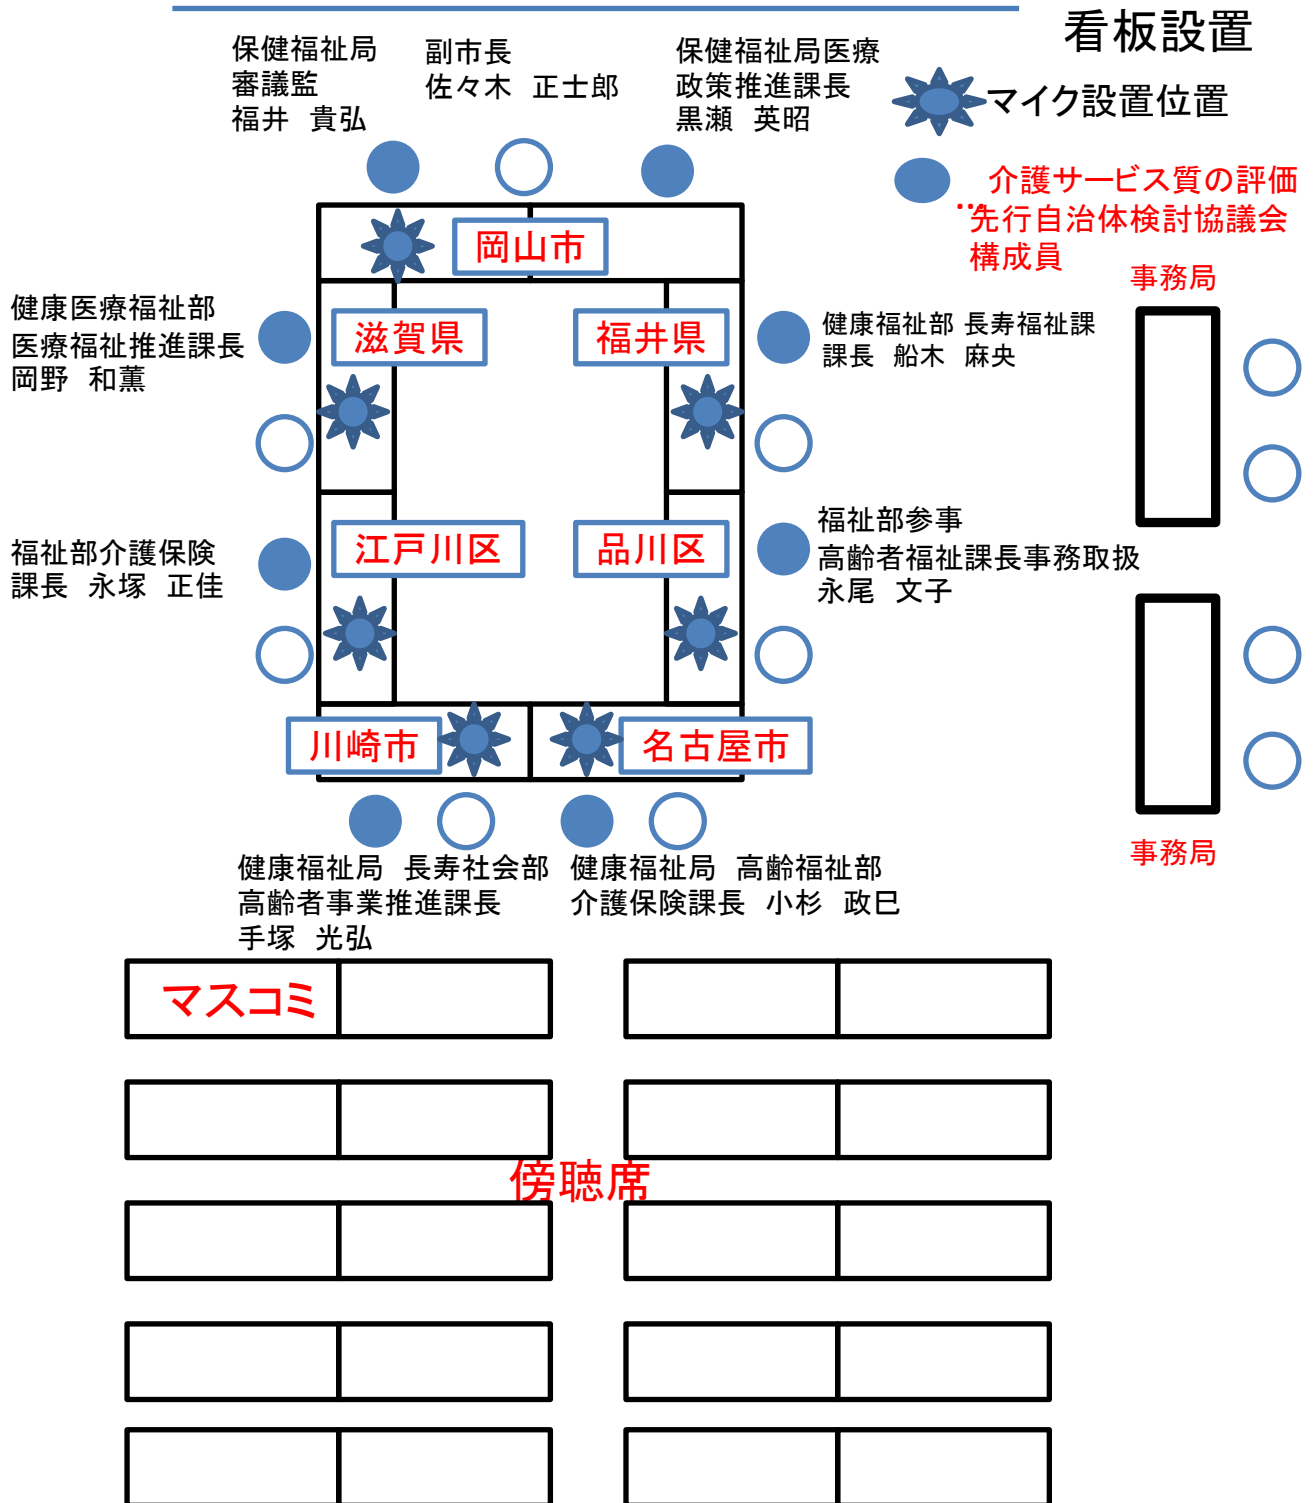 看板設置
保健福祉局
審議監
福井　貴弘
副市長
佐々木　正士郎
保健福祉局医療
政策推進課長
黒瀬　英昭
マイク設置位置
…介護サービス質の評価
先行自治体検討協議会
構成員
岡山市
事務局
健康医療福祉部
医療福祉推進課長
岡野　和薫
滋賀県
福井県
健康福祉部 長寿福祉課
課長　船木　麻央
福祉部介護保険
課長　永塚　正佳
江戸川区
品川区
福祉部参事
高齢者福祉課長事務取扱
永尾　文子
川崎市
名古屋市
事務局
健康福祉局　長寿社会部
高齢者事業推進課長
手塚　光弘
健康福祉局　高齢福祉部
介護保険課長　小杉　政巳
マスコミ
傍聴席